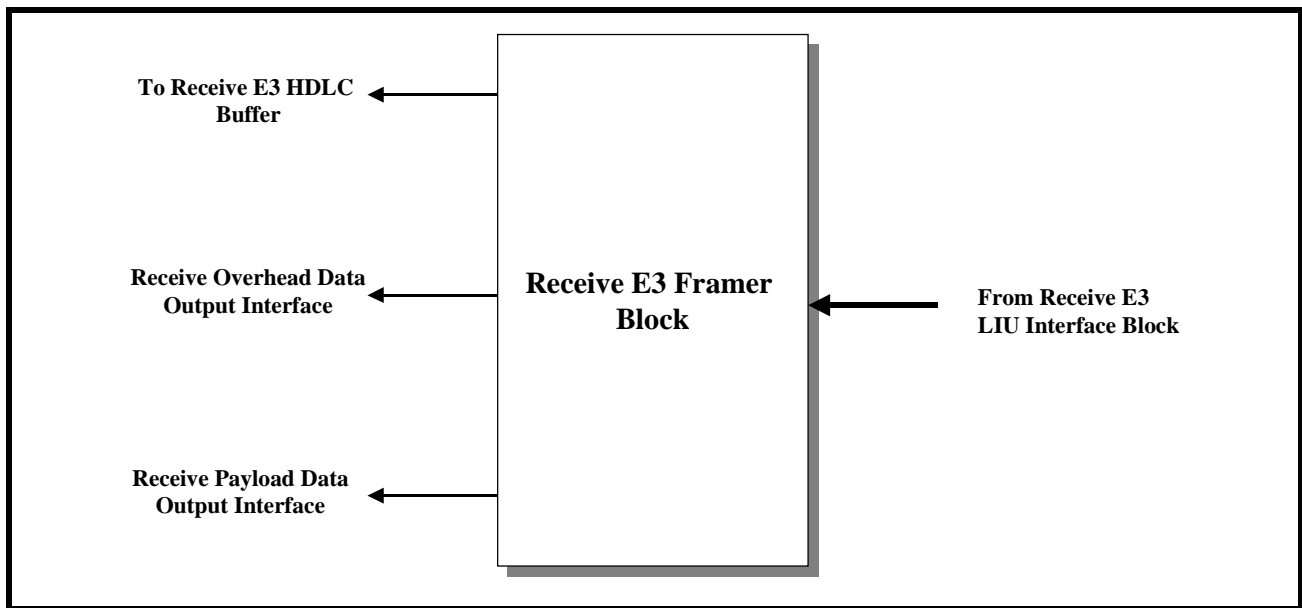 To Receive E3 HDLC
Buffer
Receive Overhead Data
Output Interface
Receive Payload Data
Output Interface
Receive E3 Framer
Block
From Receive E3
LIU Interface Block